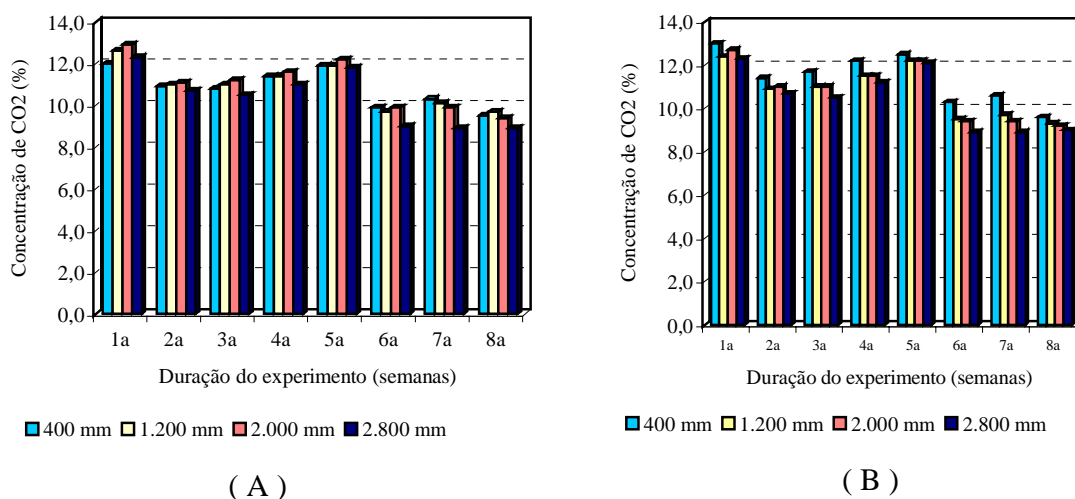 Concentração de CO2 (%)
14,0
12,0
10,0
8,0
6,0
4,0
2,0
0,0
1a 2a 3a 4a 5a 6a 7a 8a
Duração do experimento (semanas)
400 mm 1.200 mm 2.000 mm 2.800 mm
( A )
Concentração de CO2 (%)
14,0
12,0
10,0
8,0
6,0
4,0
2,0
0,0
1a 2a 3a 4a 5a 6a 7a 8a
Duração do experimento (semanas)
400 mm 1.200 mm 2.000 mm 2.800 mm
( B )